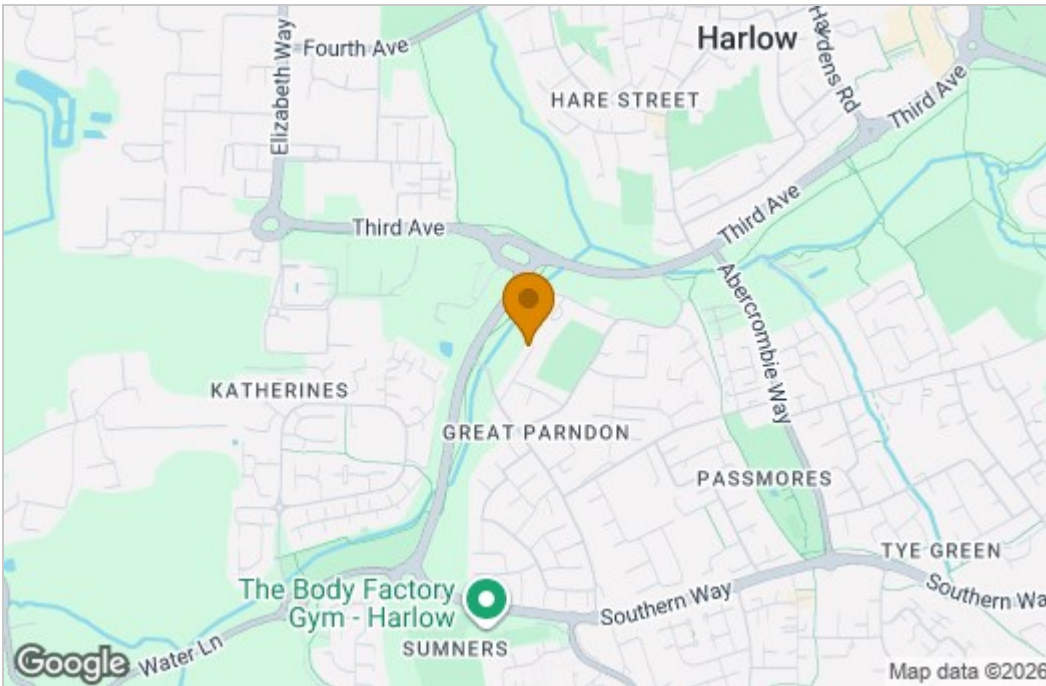 Harlow
Haydens Rd
Fourth Ave
Elizabeth Way
HARE STREET
Third Ave
Third Ave
Third Ave
Abercrombie Way
KATHERINES
GREAT PARNDON
PASSMORES
TYE GREEN
The Body Factory
Gym - Harlow
Southern Way
Southern Wa
SUMNERS
Water Ln
Google
Map data ©2026